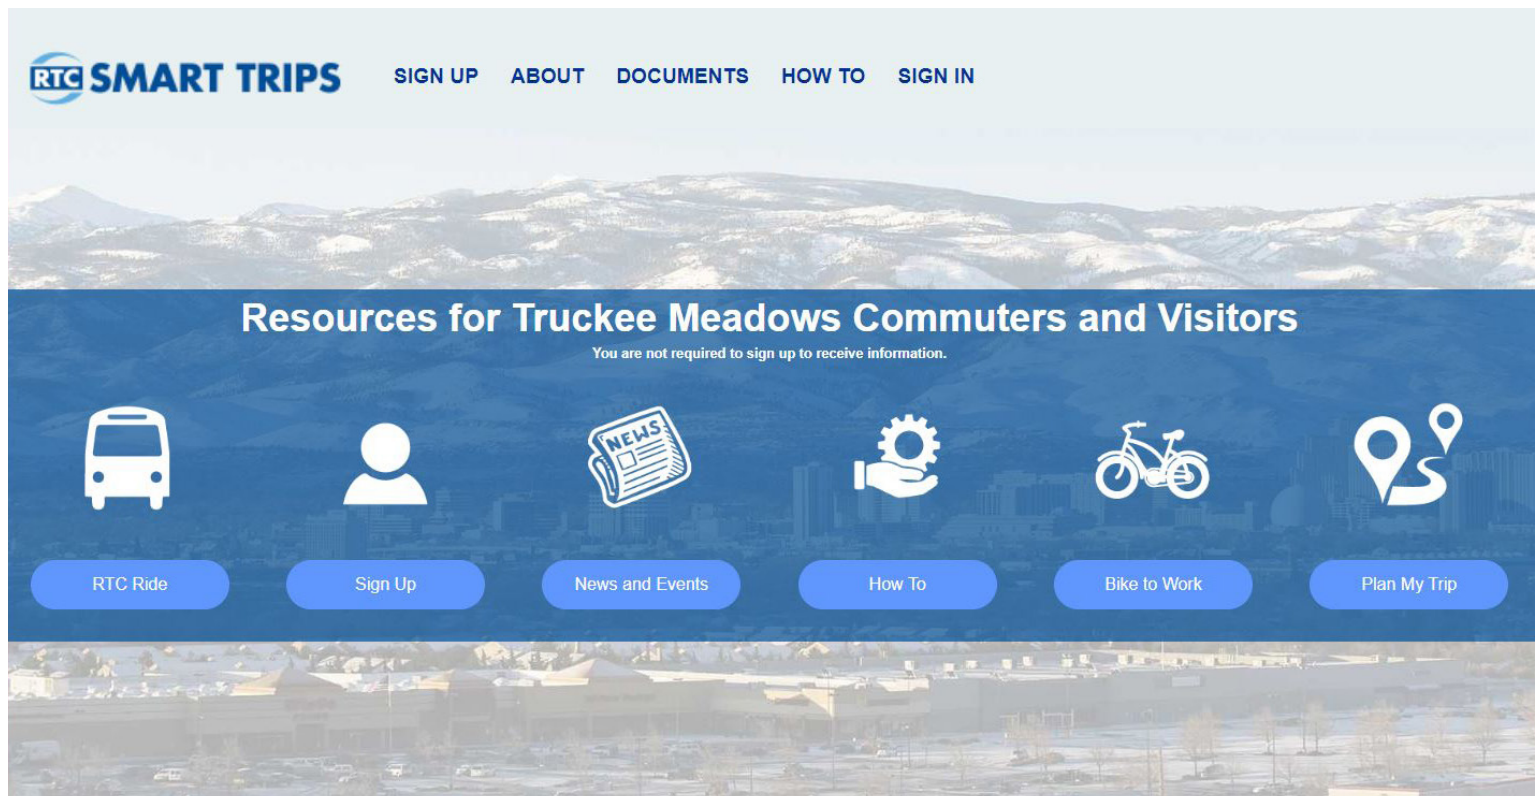 RTC SMART TRIPS SIGN UP ABOUT DOCUMENTS HOW TO SIGN IN
Resources for Truckee Meadows Commuters and Visitors
You are not required to sign up to receive information.
NEWS
RTC Ride Sign Up News and Events How To Bike to Work Plan My Trip